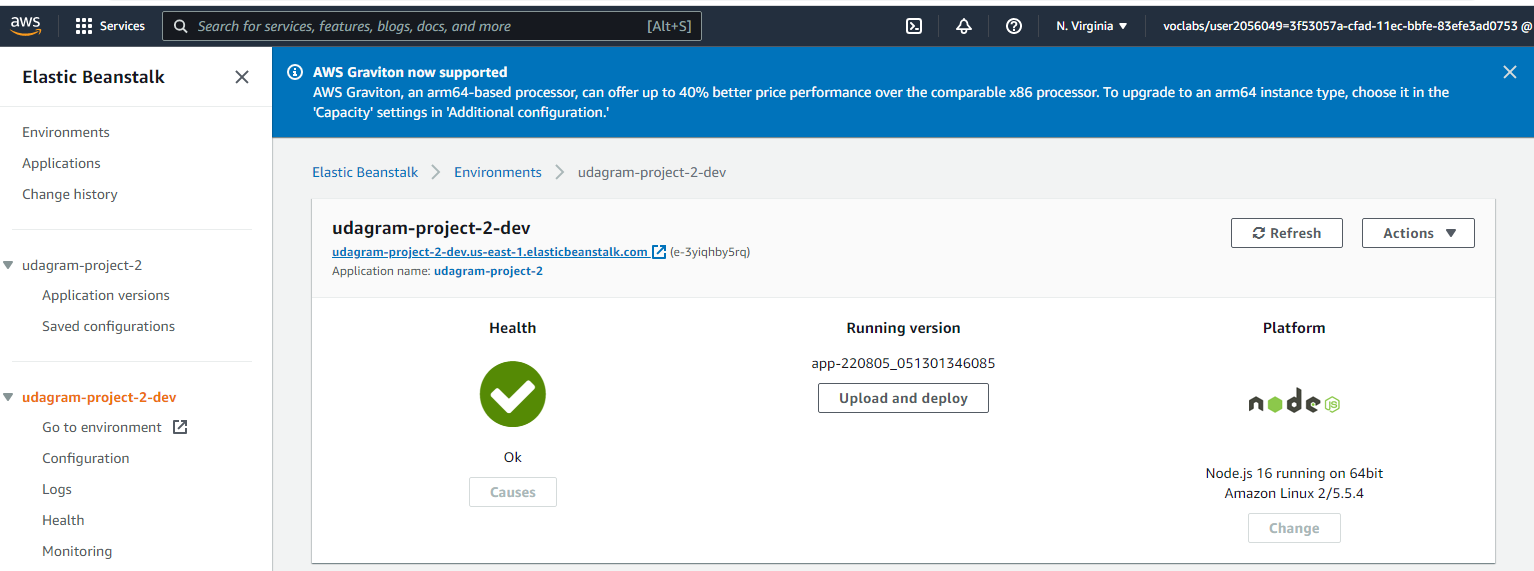 aws
Services
Search for services, features, blogs, docs, and more
[Alt+S]
N. Virginia
voclabs/user2056049=3f53057a-cfad-11ec-bbfe-83efe3ad0753 @
Elastic Beanstalk
Environments
Applications
Change history
udagram-project-2
Application versions
Saved configurations
udagram-project-2-dev
Go to environment
Configuration
Logs
Health
Monitoring
AWS Graviton now supported
AWS Graviton, an arm64-based processor, can offer up to 40% better price performance over the comparable x86 processor. To upgrade to an arm64 instance type, choose it in the
'Capacity' settings in 'Additional configuration.'
Elastic Beanstalk > Environments > udagram-project-2-dev
udagram-project-2-dev
udagram-project-2-dev.us-east-1.elasticbeanstalk.com (e-3yiqhby5rq)
Application name: udagram-project-2
Refresh
Actions
Health
Ok
Causes
Running version
app-220805_051301346085
Upload and deploy
Platform
node
JS
Node.js 16 running on 64bit
Amazon Linux 2/5.5.4
Change